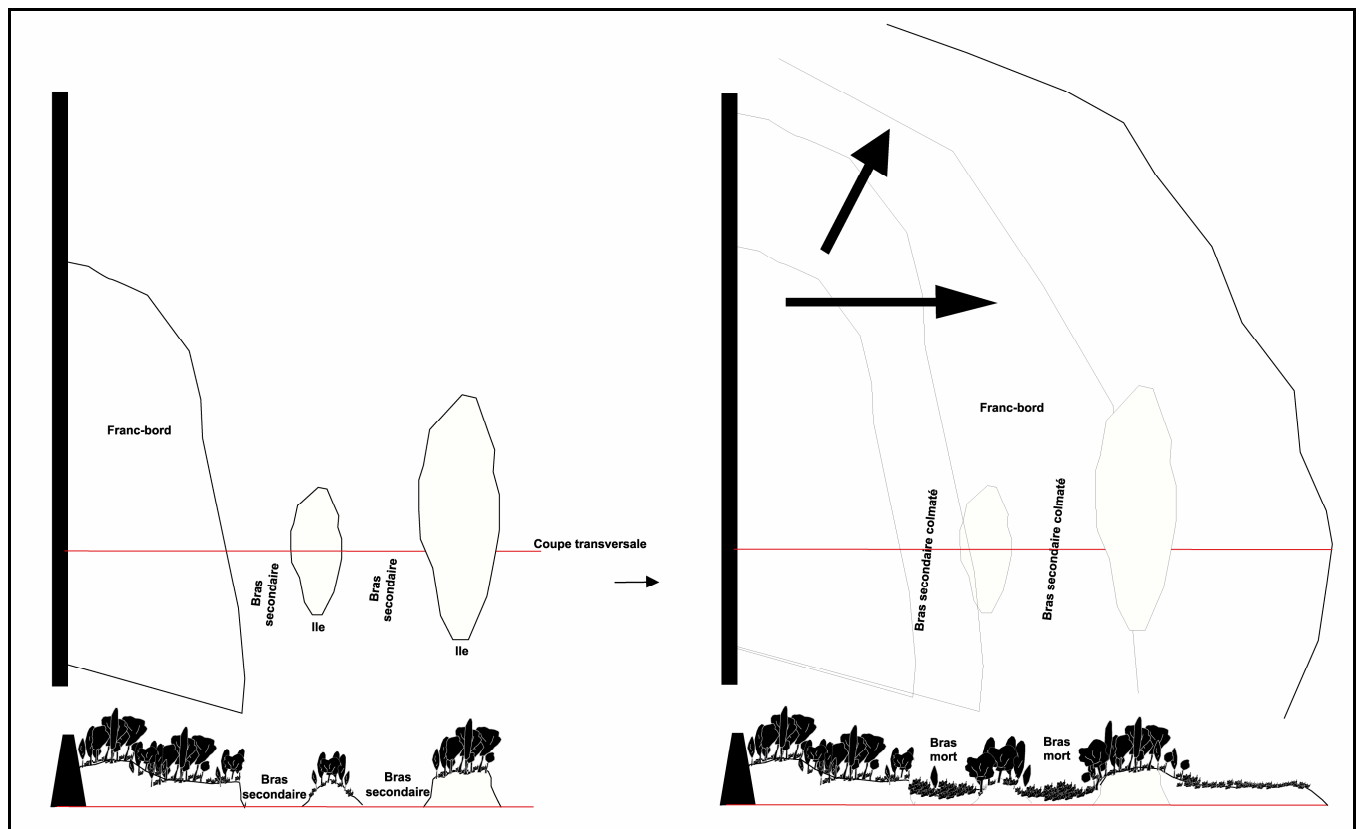 Franc-bord
Bras
secondaire
Bras
secondaire
Ile
Ile
Coupe transversale
Bras
secondaire
Bras
secondaire
Franc-bord
Bras secondaire colmaté
Bras secondaire colmaté
Bras
mort
Bras
mort